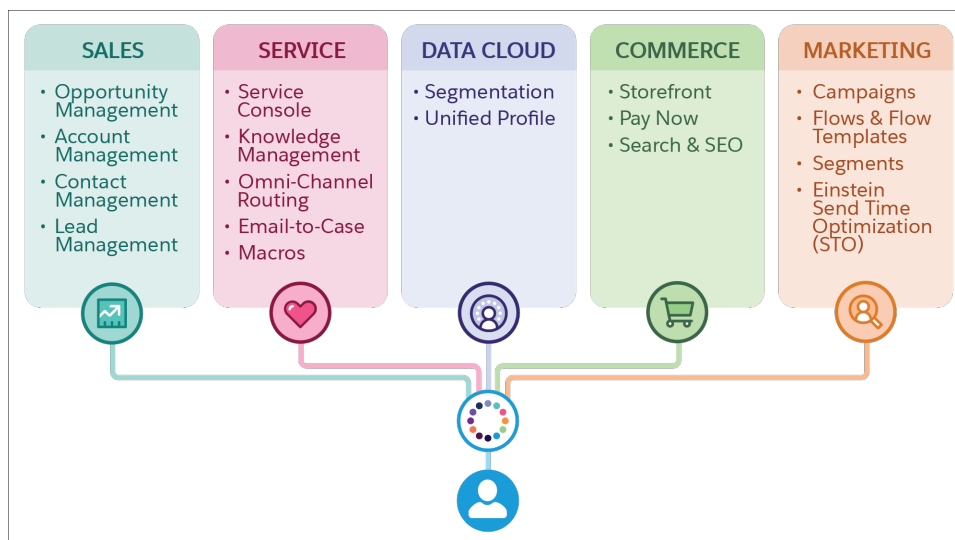 SALES
• Opportunity
Management
• Account
Management
• Contact
Management
• Lead
Management
SERVICE
• Service
Console
• Knowledge
Management
• Omni-Channel
Routing
• Email-to-Case
• Macros
DATA CLOUD
• Segmentation
• Unified Profile
COMMERCE
• Storefront
• Pay Now
• Search & SEO
MARKETING
• Campaigns
• Flows & Flow
Templates
• Segments
• Einstein
Send Time
Optimization
(STO)